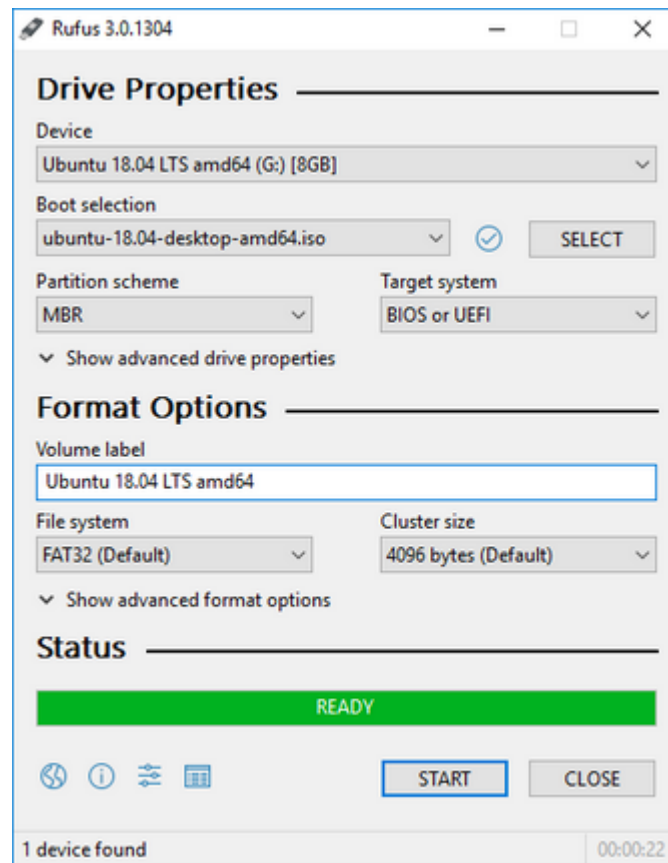 Rufus 3.0.1304
Drive Properties
Device
Ubuntu 18.04 LTS amd64 (G:) [8GB]
Boot selection
ubuntu-18.04-desktop-amd64.iso SELECT
Partition scheme Target system
MBR BIOS or UEFI
Show advanced drive properties
Format Options
Volume label
Ubuntu 18.04 LTS amd64
File system Cluster size
FAT32 (Default) 4096 bytes (Default)
Show advanced format options
Status
READY
START CLOSE
1 device found 00:00:22